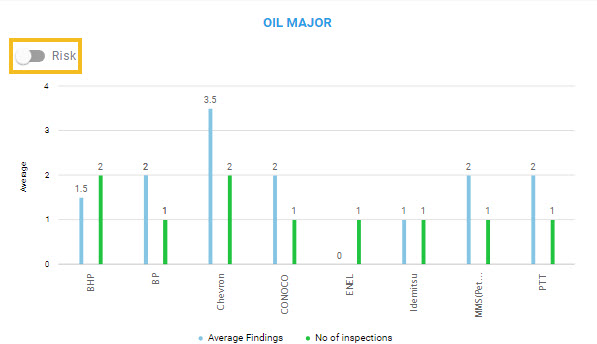 OIL MAJOR
Risk
4
3.5
3
2 2 2 2 2 2
1.5
Average
1 1 1 1 1 1 1
0 0
BHP BP Chevron CONOCO ENEL Idemitsu MMS(Pet... PTT
Average Findings No of inspections